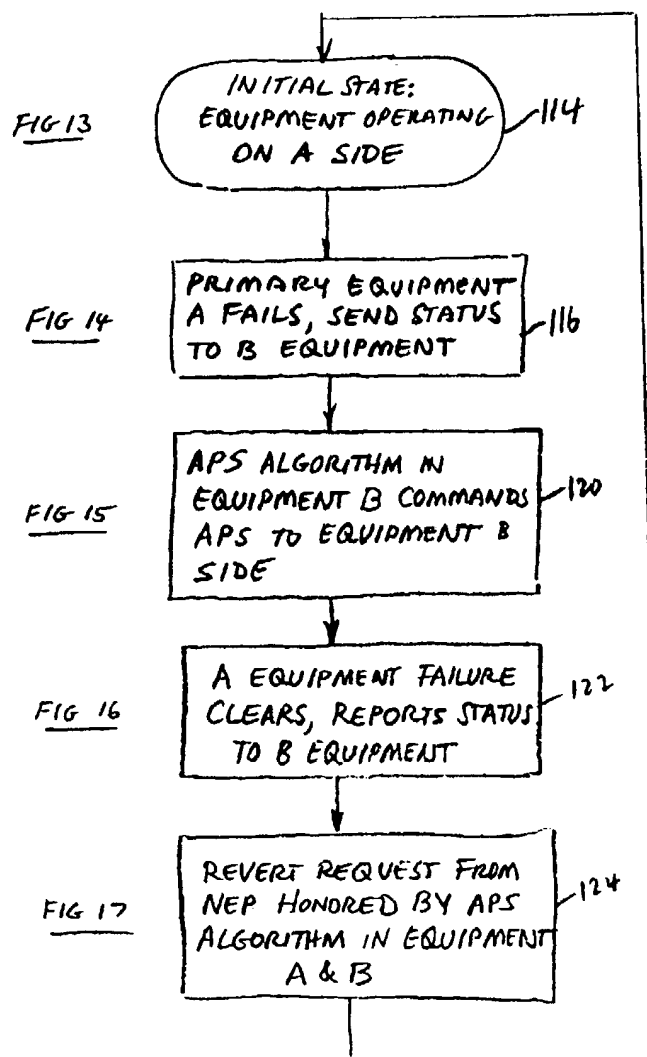 INITIAL STATE:
FIG 13
EQUIPMENT OPERATING
114
ON A SIDE
PRIMARY EQUIPMENT
FIG 14
A FAILS, SEND STATUS
116
TO B EQUIPMENT
APS ALGORITHM IN
EQUIPMENT B COMMANDS
120
FIG 15
APS TO EQUIPMENT B
SIDE
A EQUIPMENT FAILURE
122
FIG 16
CLEARS, REPORTS STATUS
TO B EQUIPMENT
REVERT REQUEST FROM
124
NEP HONORED BY APS
FIG 17
ALGORITHM IN EQUIPMENT
A & B